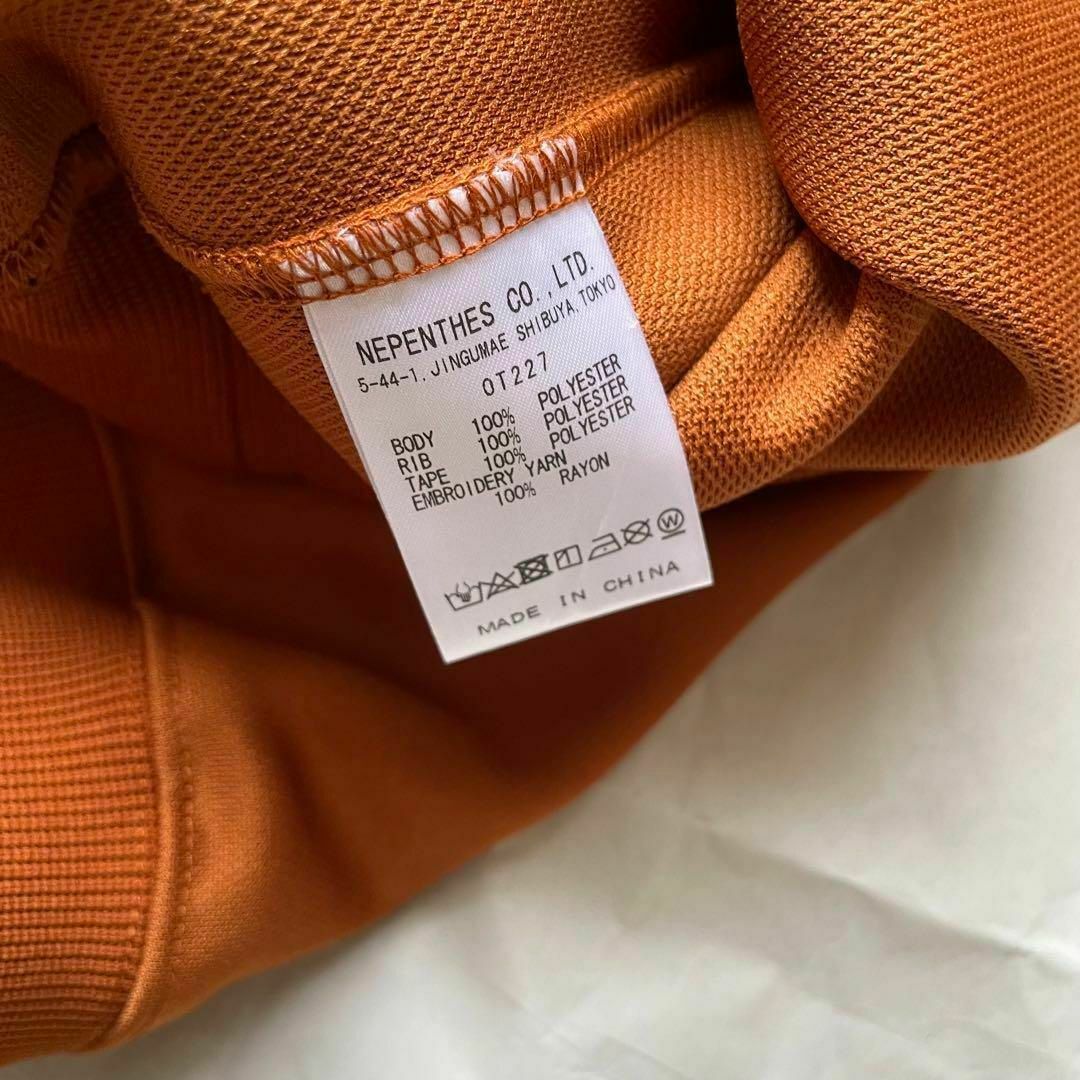 NEPENTHES CO.,LTD.
5-44-1, JINGUMAE SHIBUYA, TOKYO
OT227
BODY 100% POLYESTER
RIB 100% POLYESTER
TAPE 100% POLYESTER
EMBROIDERY YARN
100% RAYON
W
MADE IN CHINA